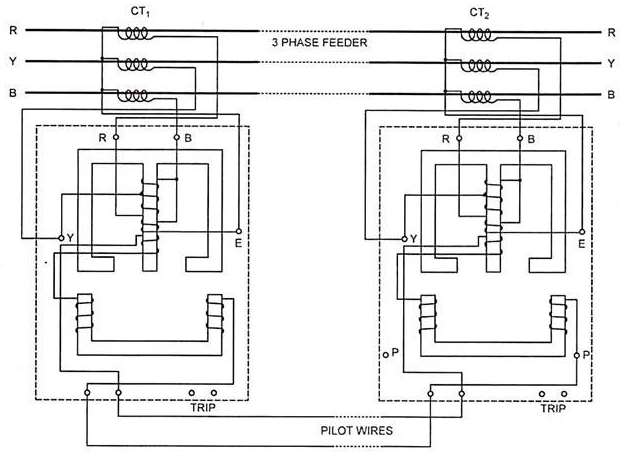 CT1 CT2
R R
3 PHASE FEEDER
Y Y
B B
R B R B
Y E Y E
P P
TRIP TRIP
PILOT WIRES